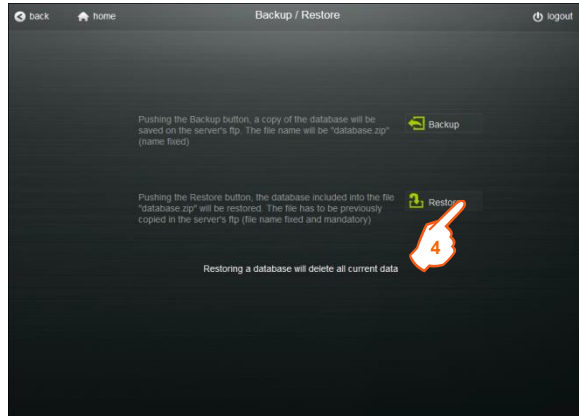 back home Backup / Restore logout
Pushing the Backup button, a copy of the database will be
saved on the server's ftp. The file name will be "database.zip"
(name fixed)
Backup
Pushing the Restore button, the database included into the file
"database.zip" will be restored. The file has to be previously
copied in the server's ftp (file name fixed and mandatory)
Restore
4
Restoring a database will delete all current data